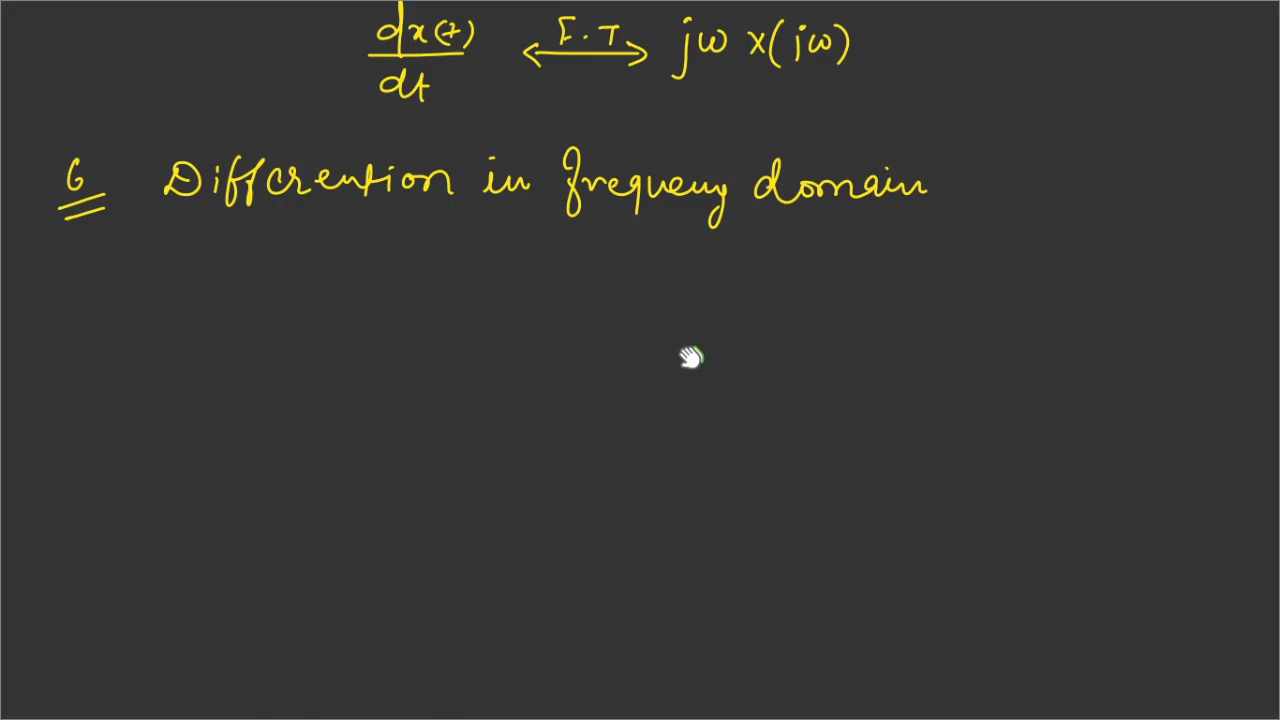 dx(t)/dt <—F.T—> jω x(jω)
6 Differention in frequeny domain